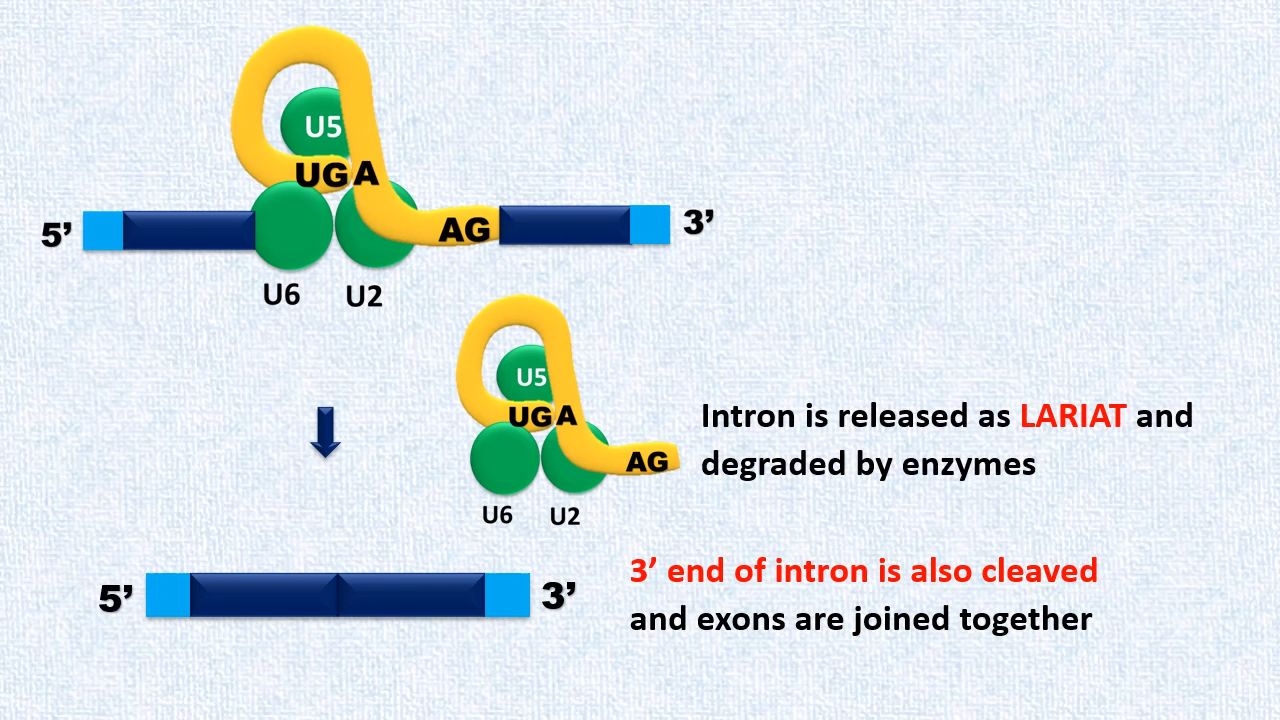 U5
UGA
5’
AG
3’
U6 U2
U5
UGA
AG
U6 U2
Intron is released as LARIAT and
degraded by enzymes
5’ 3’
3’ end of intron is also cleaved
and exons are joined together